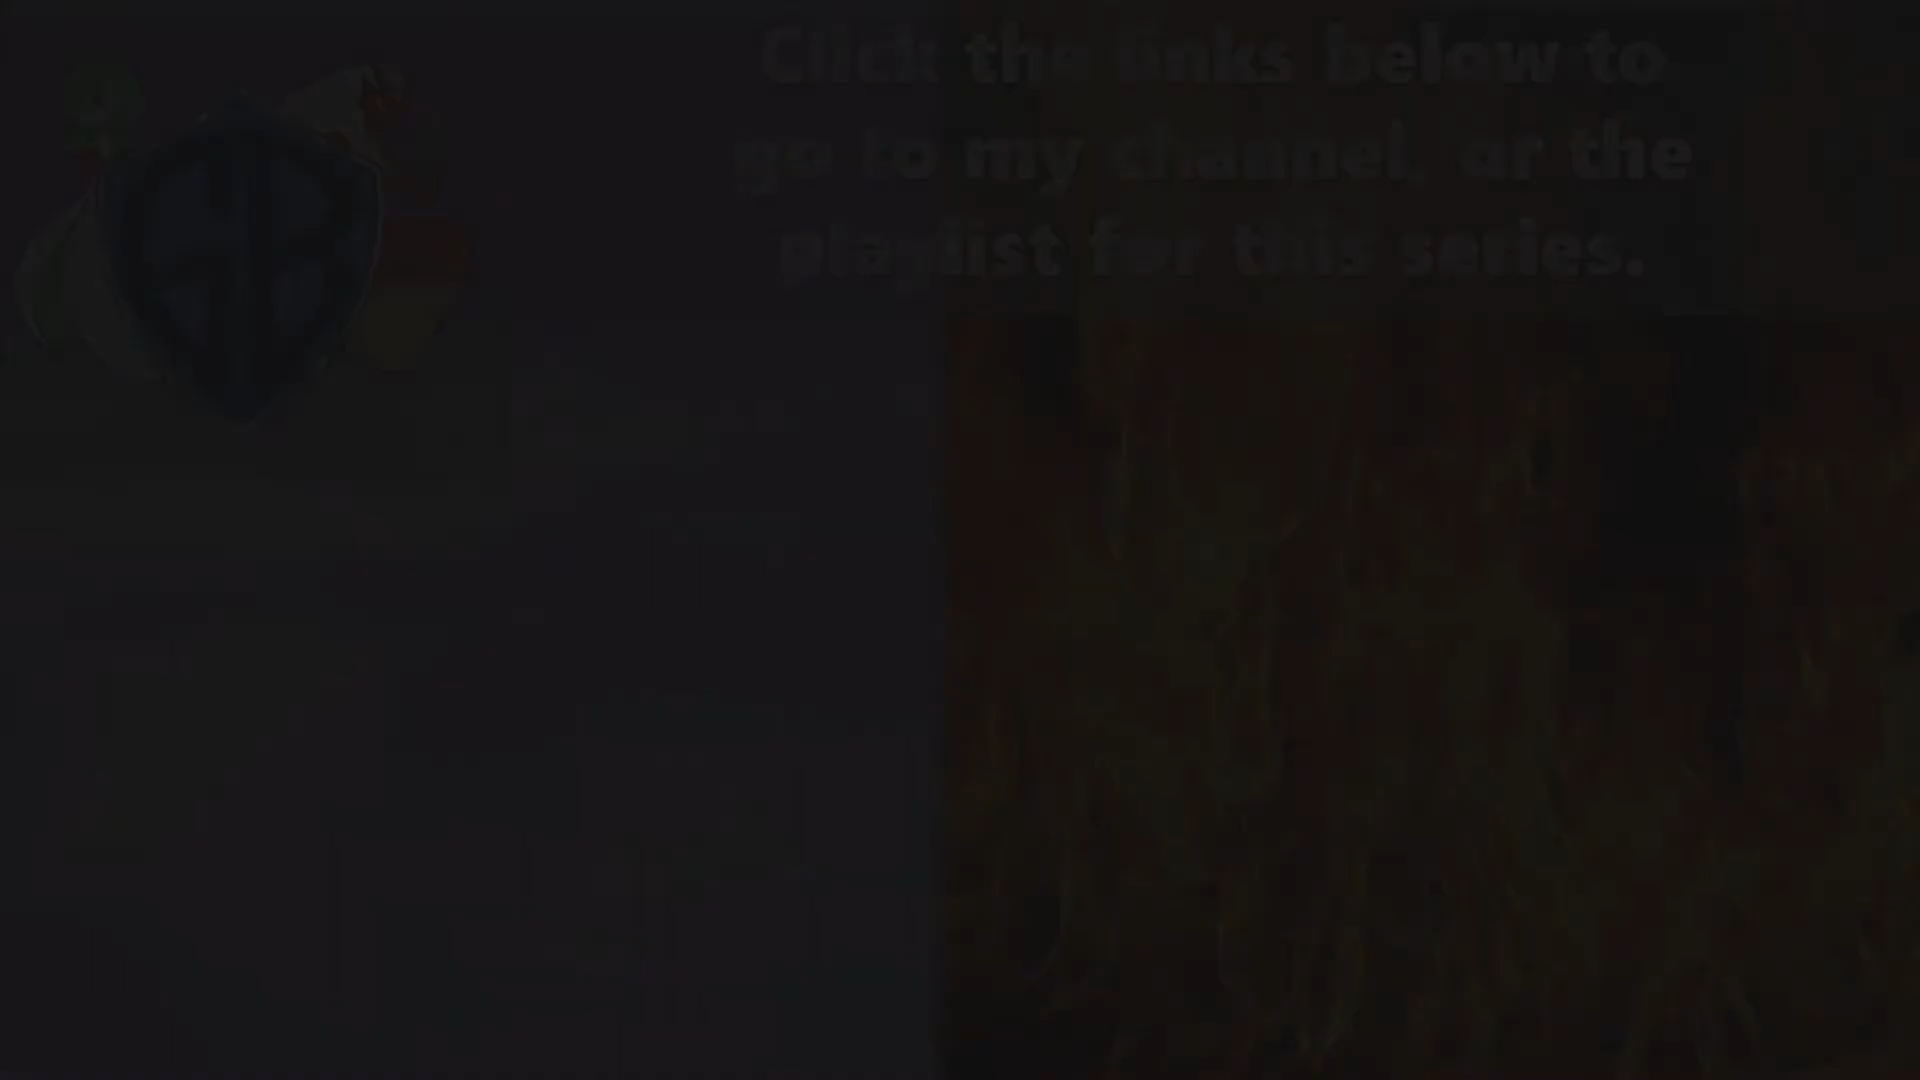 Click the links below to
go to my channel, or the
playlist for this series.